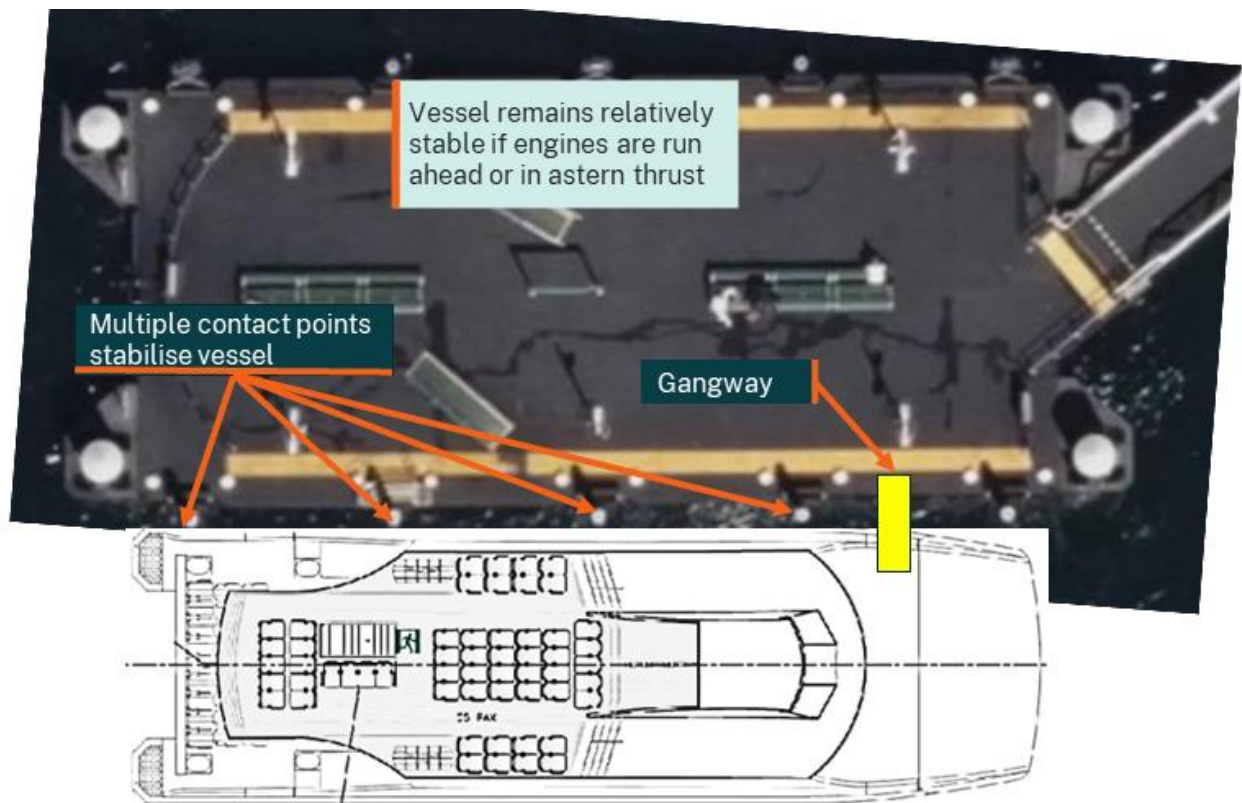 Vessel remains relatively
stable if engines are run
ahead or in astern thrust
Multiple contact points
stabilise vessel
Gangway
PAX